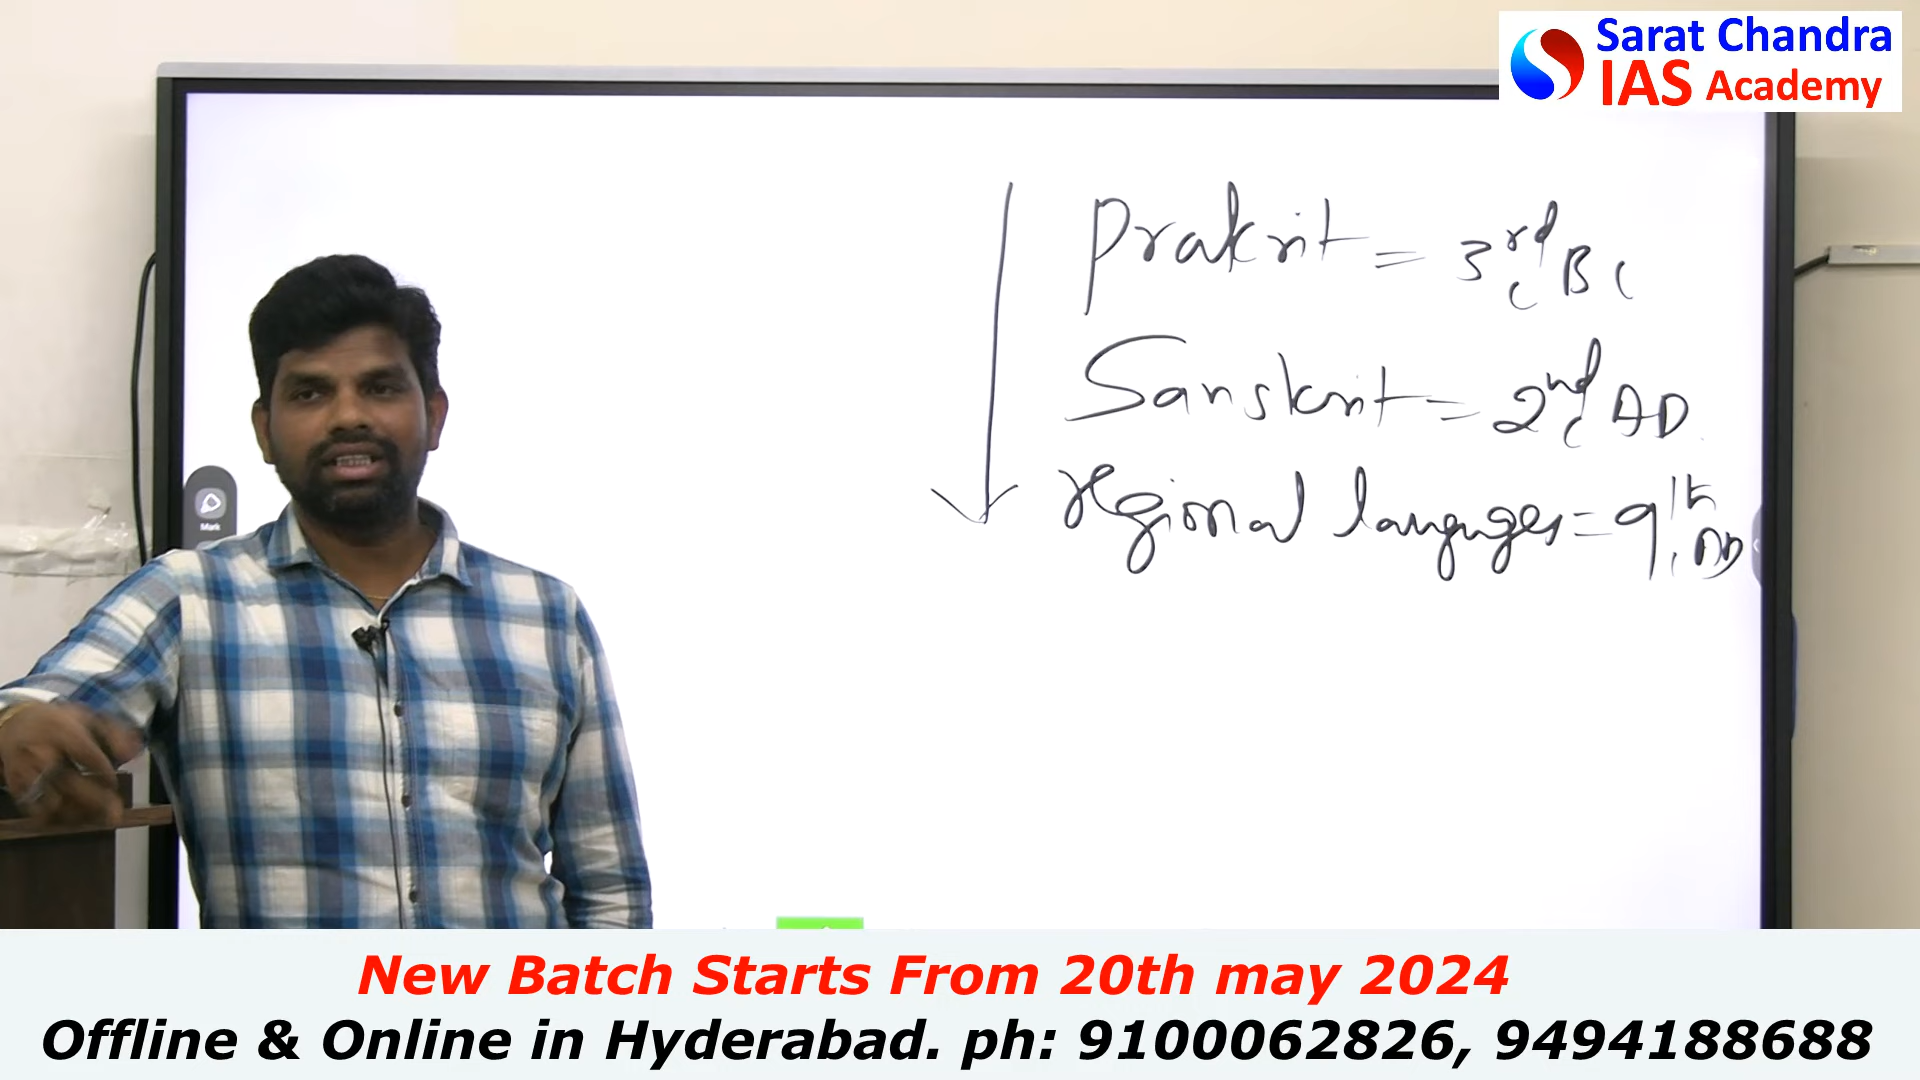 Sarat Chandra
IAS Academy
Prakrit = 3rd C BC
Sanskrit = 2nd C AD
regional languages = 9th C AD
Mark
New Batch Starts From 20th may 2024
Offline & Online in Hyderabad. ph: 9100062826, 9494188688